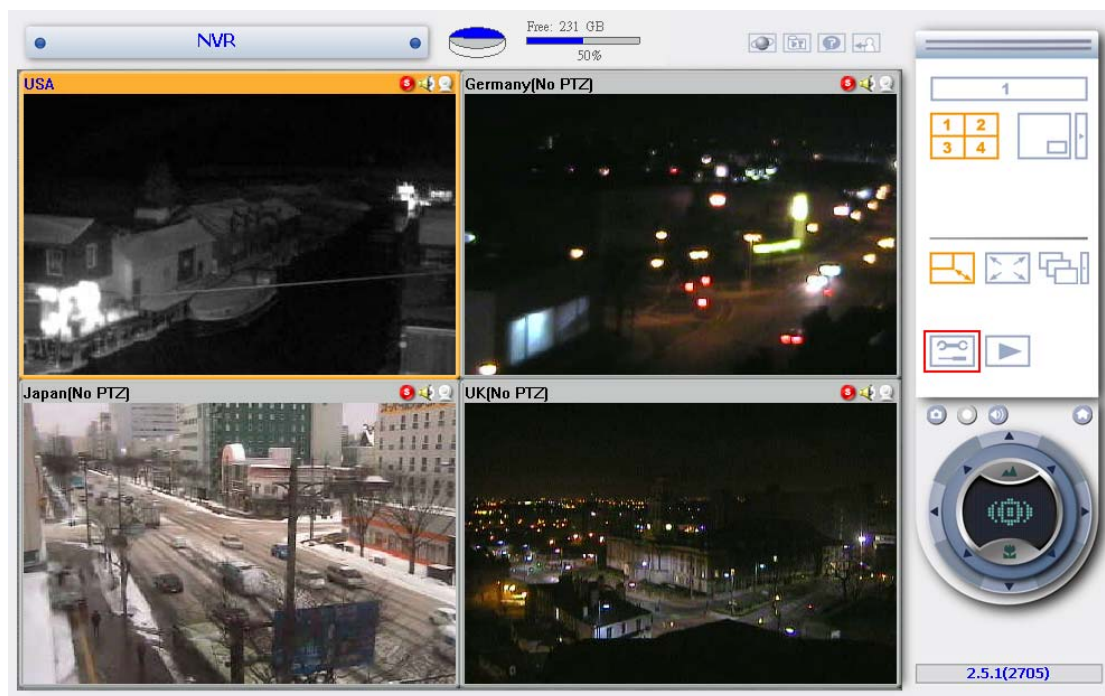 NVR
Free: 231 GB
50%
USA
Germany(No PTZ)
1
1 2
3 4
Japan(No PTZ)
UK(No PTZ)
2.5.1(2705)